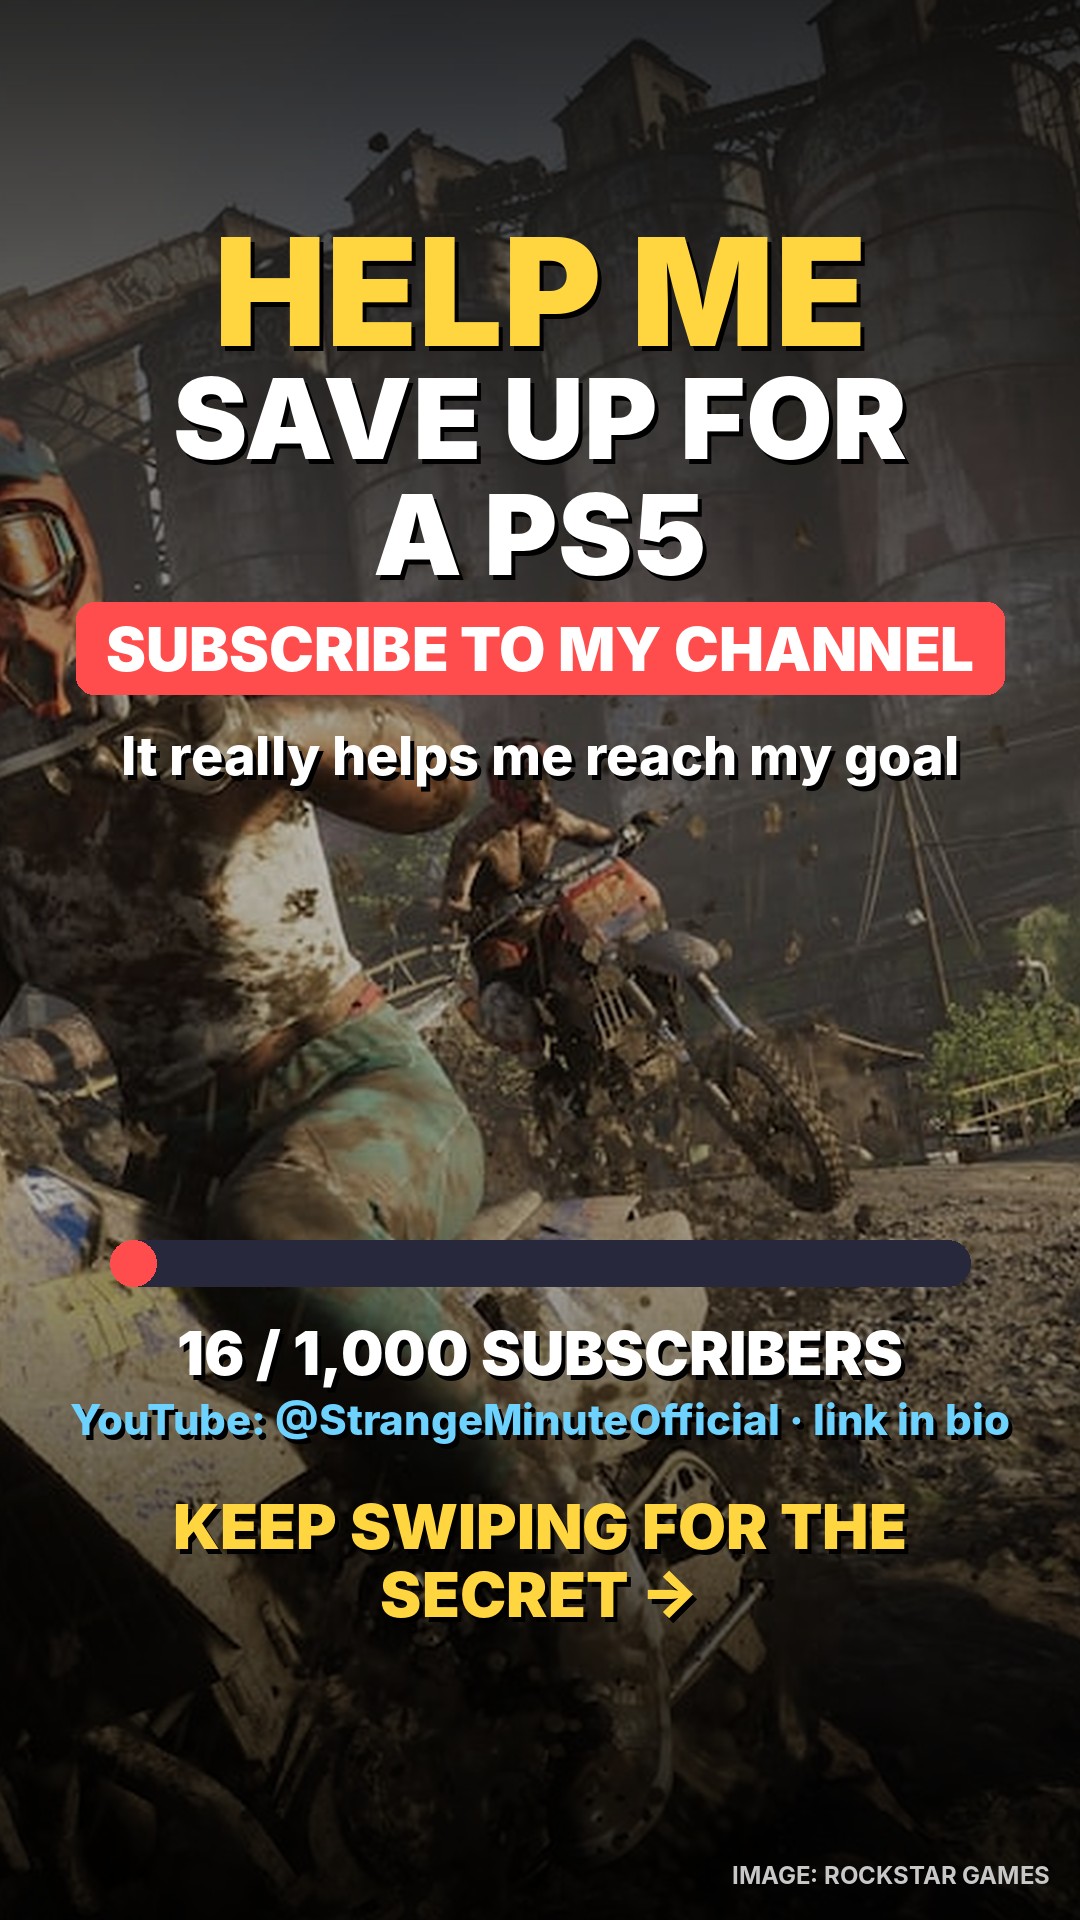 HELP ME
SAVE UP FOR
A PS5
SUBSCRIBE TO MY CHANNEL
It really helps me reach my goal
16 / 1,000 SUBSCRIBERS
YouTube: @StrangeMinuteOfficial · link in bio
KEEP SWIPING FOR THE
SECRET →
IMAGE: ROCKSTAR GAMES